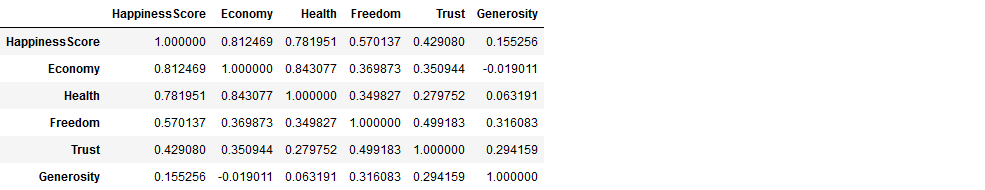 HappinessScore Economy Health Freedom Trust Generosity
HappinessScore 1.000000 0.812469 0.781951 0.570137 0.429080 0.155256
Economy 0.812469 1.000000 0.843077 0.369873 0.350944 -0.019011
Health 0.781951 0.843077 1.000000 0.349827 0.279752 0.063191
Freedom 0.570137 0.369873 0.349827 1.000000 0.499183 0.316083
Trust 0.429080 0.350944 0.279752 0.499183 1.000000 0.294159
Generosity 0.155256 -0.019011 0.063191 0.316083 0.294159 1.000000